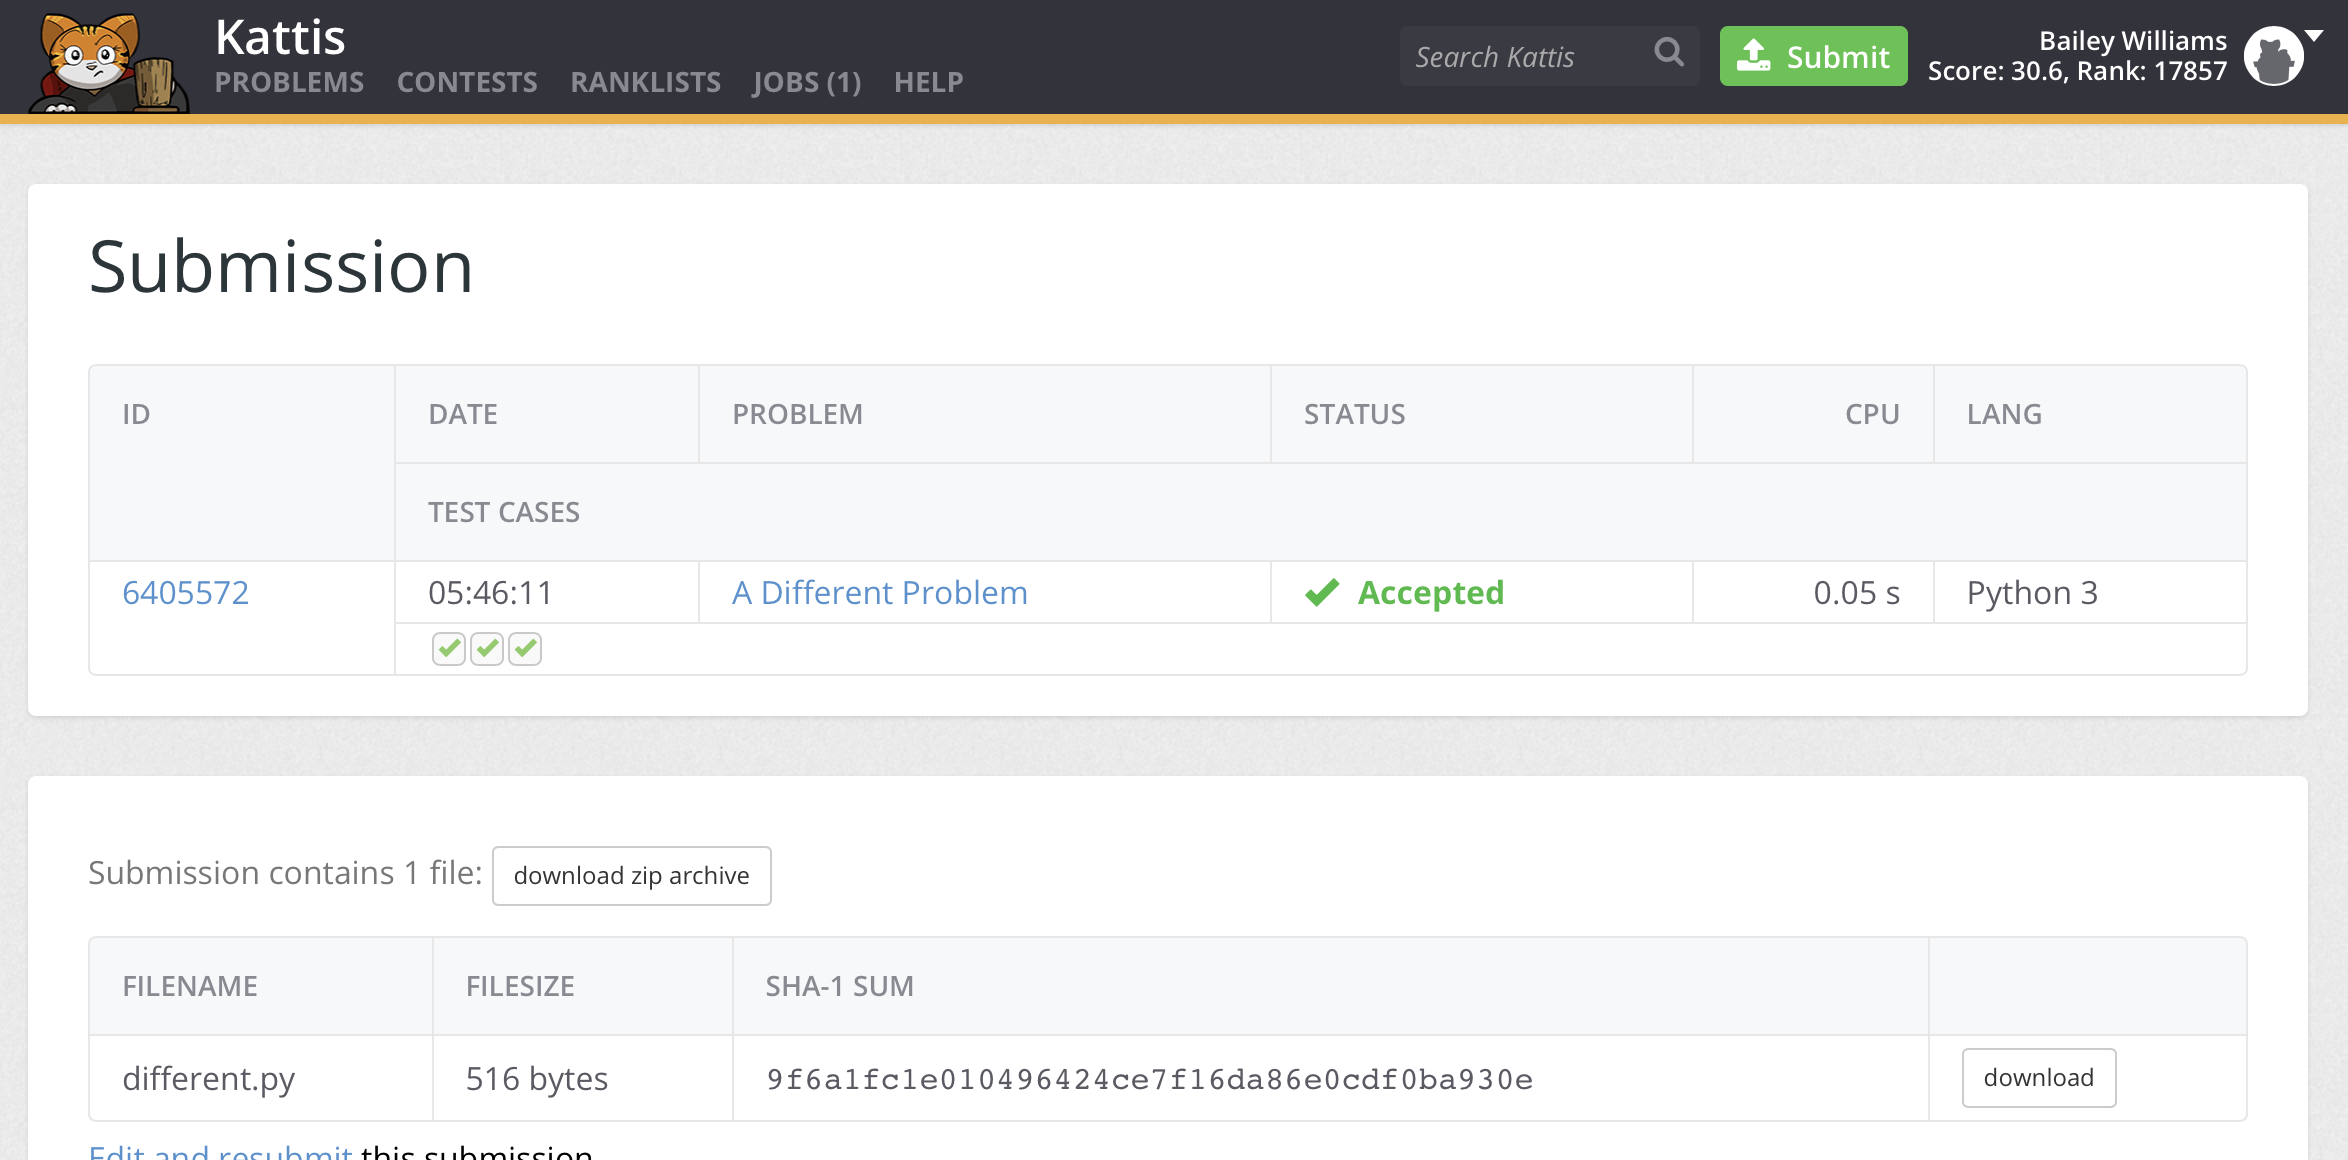 Kattis
PROBLEMS CONTESTS RANKLISTS JOBS (1) HELP
Search Kattis
Submit
Bailey Williams
Score: 30.6, Rank: 17857
Submission
ID DATE PROBLEM STATUS CPU LANG
TEST CASES
6405572 05:46:11 A Different Problem Accepted 0.05 s Python 3
Submission contains 1 file: download zip archive
FILENAME FILESIZE SHA-1 SUM
different.py 516 bytes 9f6a1fc1e010496424ce7f16da86e0cdf0ba930e download
Edit and resubmit this submission.